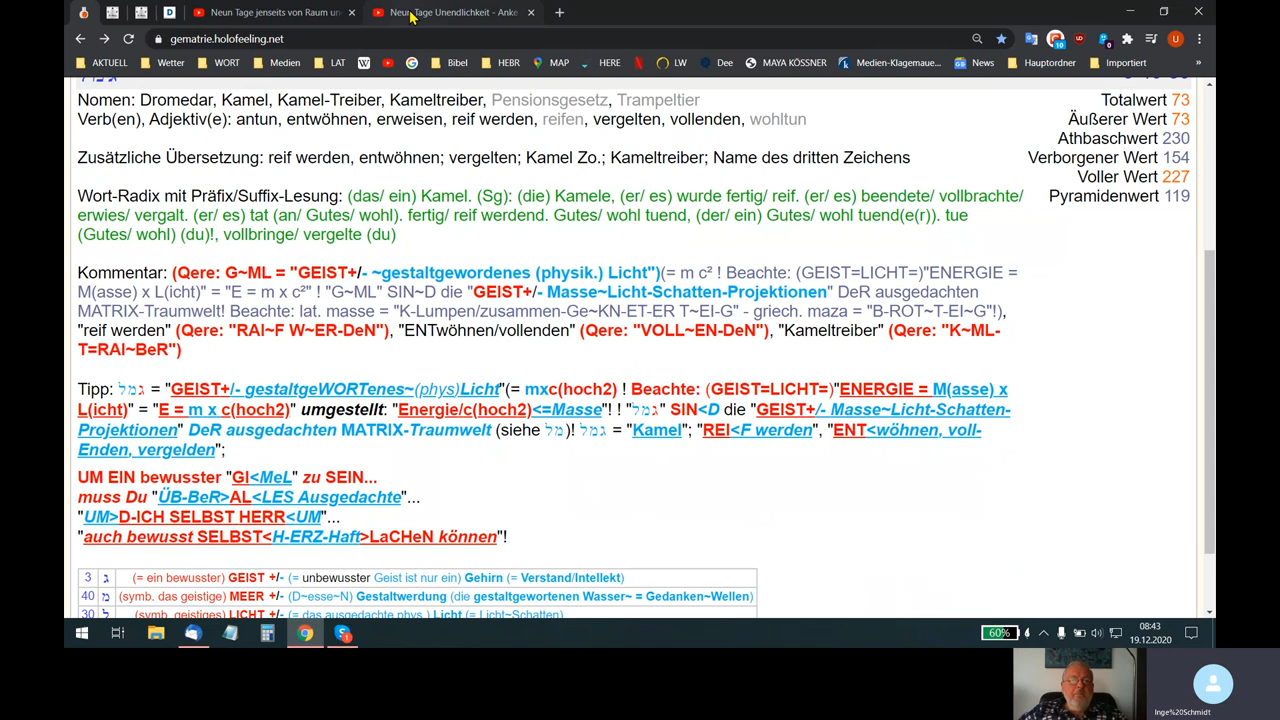 Neun Tage jenseits von Raum un
Neun Tage Unendlichkeit - Anke
gematrie.holofeeling.net
AKTUELL Wetter WORT Medien LAT Bibel HEBR MAP HERE LW Dee MAYA KÖSSNER Medien-Klagemaue... News Hauptordner Importiert
Nomen: Dromedar, Kamel, Kamel-Treiber, Kameltreiber, Pensionsgesetz, Trampeltier
Totalwert 73
Verb(en), Adjektiv(e): antun, entwöhnen, erweisen, reif werden, reifen, vergelten, vollenden, wohltun
Äußerer Wert 73
Athbaschwert 230
Zusätzliche Übersetzung: reif werden, entwöhnen; vergelten; Kamel Zo.; Kameltreiber; Name des dritten Zeichens
Verborgener Wert 154
Voller Wert 227
Wort-Radix mit Präfix/Suffix-Lesung: (das/ ein) Kamel. (Sg): (die) Kamele, (er/ es) wurde fertig/ reif. (er/ es) beendete/ vollbrachte/
Pyramidenwert 119
erwies/ vergalt. (er/ es) tat (an/ Gutes/ wohl). fertig/ reif werdend. Gutes/ wohl tuend, (der/ ein) Gutes/ wohl tuend(e(r)). tue
(Gutes/ wohl) (du)!, vollbringe/ vergelte (du)
Kommentar: (Qere: G~ML = "GEIST+/- ~gestaltgewordenes (physik.) Licht")(= m c² ! Beachte: (GEIST=LICHT=)"ENERGIE =
M(asse) x L(icht)" = "E = m x c²" ! "G~ML" SIN~D die "GEIST+/- Masse~Licht-Schatten-Projektionen" DeR ausgedachten
MATRIX-Traumwelt! Beachte: lat. masse = "K-Lumpen/zusammen-Ge~KN-ET-ER T~EI-G" - griech. maza = "B-ROT~T-EI~G"!),
"reif werden" (Qere: "RAI~F W~ER-DeN"), "ENTwöhnen/vollenden" (Qere: "VOLL~EN-DeN"), "Kameltreiber" (Qere: "K~ML-
T=RAI~BeR")
Tipp: גמל = "GEIST+/- gestaltgeWORTenes~(phys)Licht"(= mxc(hoch2) ! Beachte: (GEIST=LICHT=)"ENERGIE = M(asse) x
L(icht)" = "E = m x c(hoch2)" umgestellt: "Energie/c(hoch2)<=Masse"! ! "גמל" SIN<D die "GEIST+/- Masse~Licht-Schatten-
Projektionen" DeR ausgedachten MATRIX-Traumwelt (siehe מל)! גמל = "Kamel"; "REI<F werden", "ENT<wöhnen, voll-
Enden, vergelden";
UM EIN bewusster "GI<MeL" zu SEIN...
muss Du "ÜB-BeR>AL<LES Ausgedachte"...
"UM>D-ICH SELBST HERR<UM"...
"auch bewusst SELBST<H-ERZ-Haft>LaCHeN können"!
3 ג (= ein bewusster) GEIST +/- (= unbewusster Geist ist nur ein) Gehirn (= Verstand/Intellekt)
40 מ (symb. das geistige) MEER +/- (D~esse~N) Gestaltwerdung (die gestaltgewordenen Wasser~ = Gedanken~Wellen)
30 ל (symb. geistiges) LICHT +/- (= das ausgedachte phys.) Licht (= Licht~Schatten)
60%
08:43
19.12.2020
Inge%20Schmidt